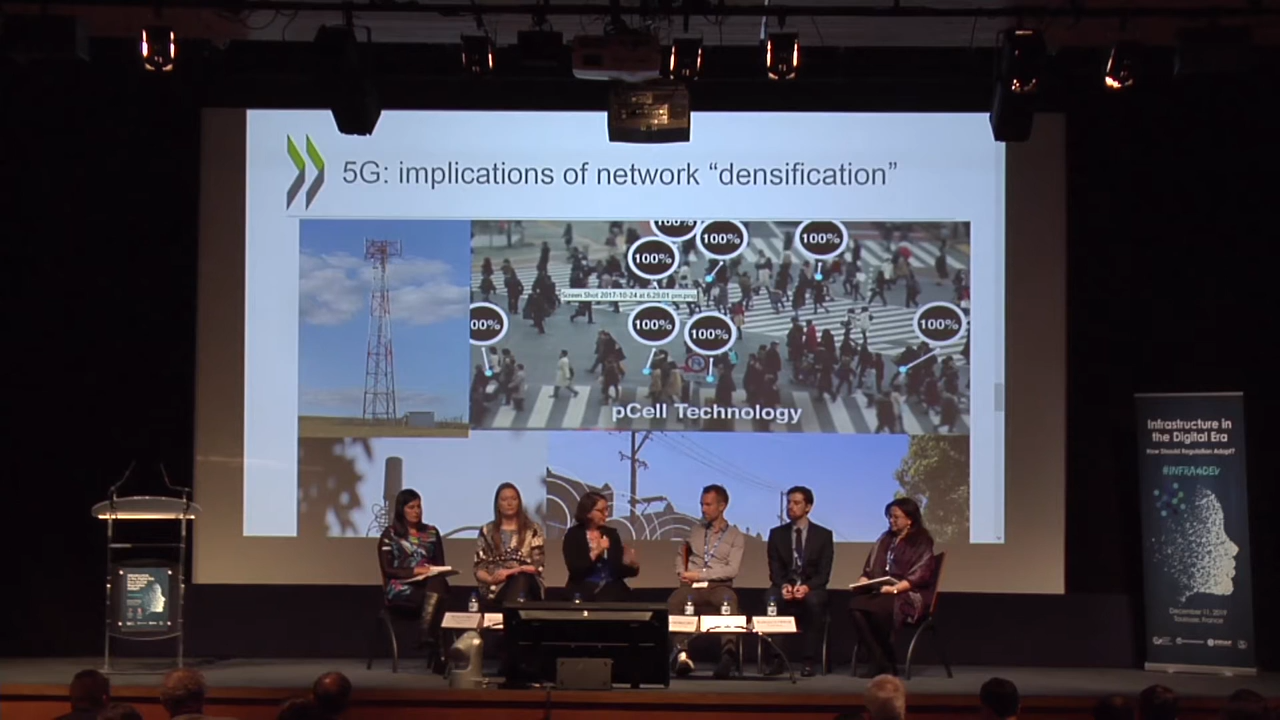 5G: implications of network “densification”
100%
100%
100%
100%
Screen Shot 2017-10-24 at 6.29.01 pm.png
00%
100%
100%
100%
pCell Technology
Infrastructure in
the Digital Era
How Should Regulation Adapt?
#INFRA4DEV
December 11, 2019
Toulouse, France